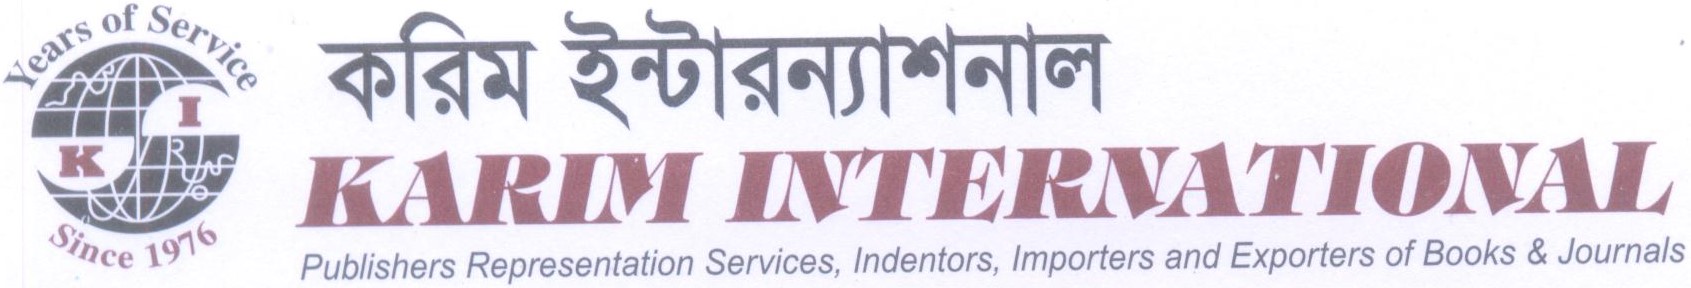 Years of Service
K I
Since 1976
করিম ইন্টারন্যাশনাল
KARIM INTERNATIONAL
Publishers Representation Services, Indentors, Importers and Exporters of Books & Journals